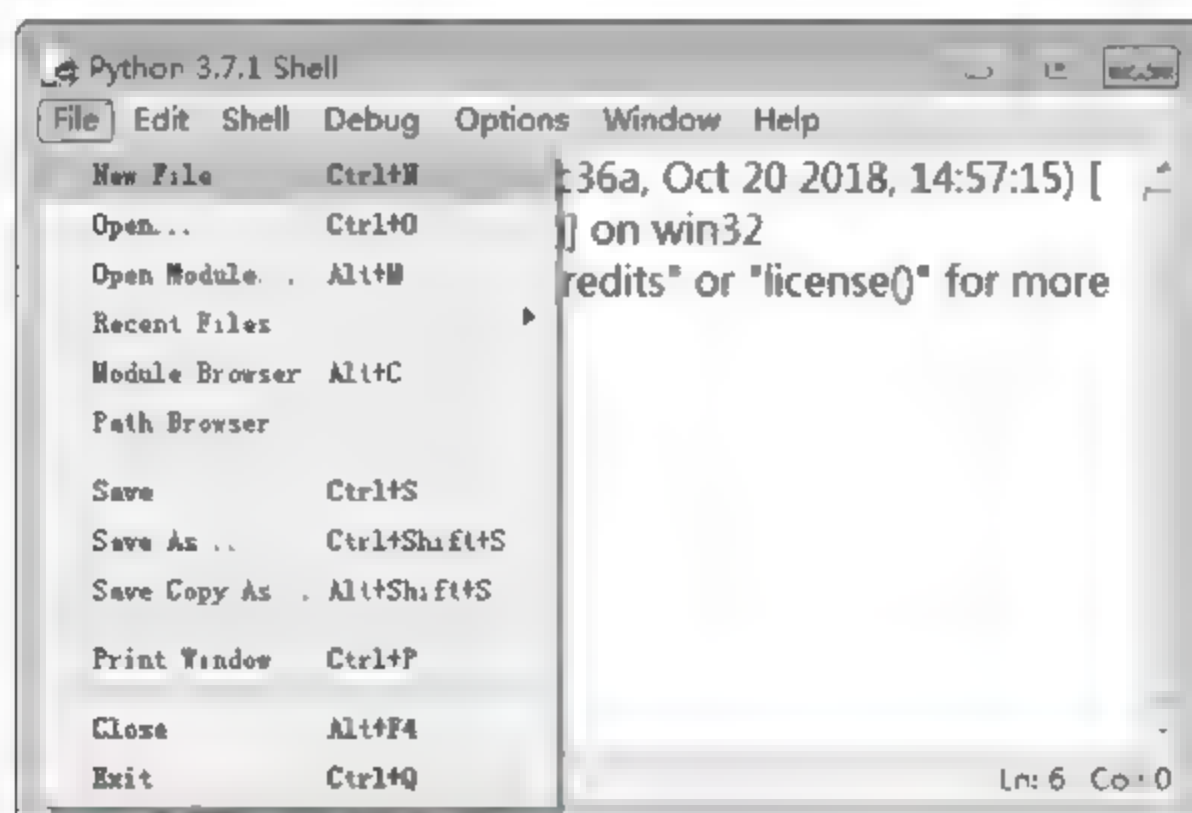 Python 3.7.1 Shell
File Edit Shell Debug Options Window Help
New File Ctrl+N
Open... Ctrl+O
Open Module.. Alt+M
Recent Files
Module Browser Alt+C
Path Browser
Save Ctrl+S
Save As .. Ctrl+Shift+S
Save Copy As . Alt+Shift+S
Print Window Ctrl+P
Close Alt+F4
Exit Ctrl+Q
:36a, Oct 20 2018, 14:57:15) [
)] on win32
redits" or "license()" for more
Ln: 6 Co : 0